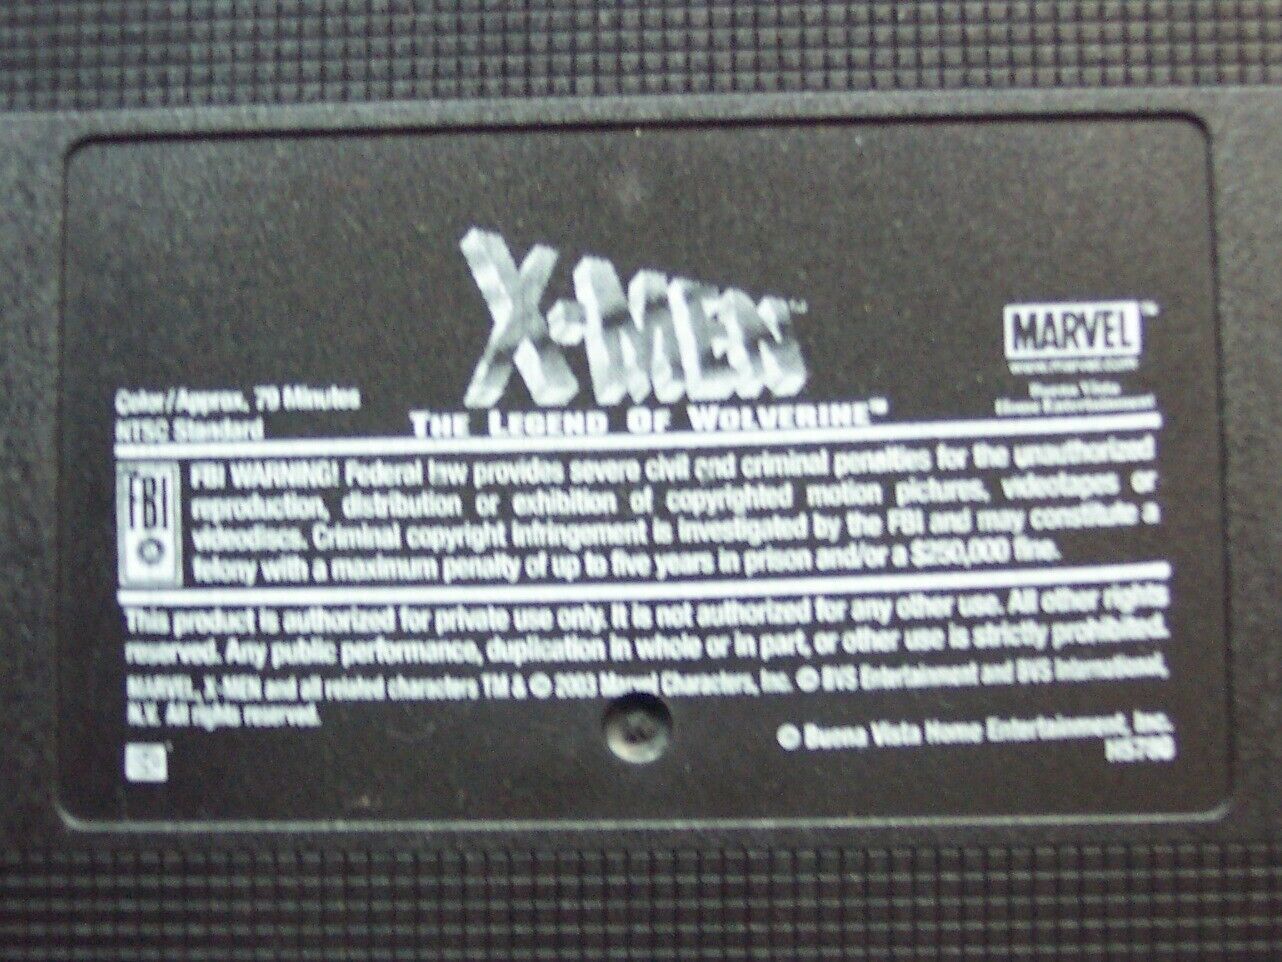 X-MEN™
THE LEGEND OF WOLVERINE™
MARVEL™
www.marvel.com
Buena Vista
Home Entertainment
Color/Approx. 79 Minutes
NTSC Standard
FBI
FBI WARNING! Federal law provides severe civil and criminal penalties for the unauthorized
reproduction, distribution or exhibition of copyrighted motion pictures, videotapes or
videodiscs. Criminal copyright infringement is investigated by the FBI and may constitute a
felony with a maximum penalty of up to five years in prison and/or a $250,000 fine.
This product is authorized for private use only. It is not authorized for any other use. All other rights
reserved. Any public performance, duplication in whole or in part, or other use is strictly prohibited.
MARVEL, X-MEN and all related characters TM & © 2003 Marvel Characters, Inc. © BVS Entertainment and BVS International,
N.V. All rights reserved.
© Buena Vista Home Entertainment, Inc.